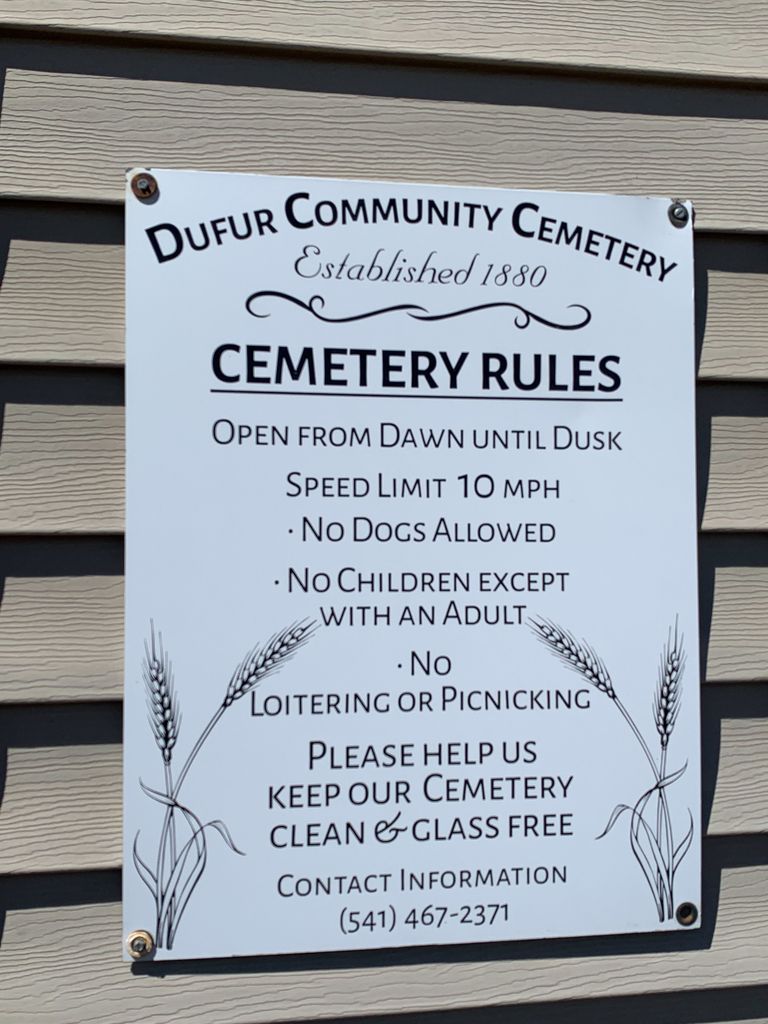 Dufur Community Cemetery
Established 1880
CEMETERY RULES
Open from Dawn until Dusk
Speed Limit 10 mph
· No Dogs Allowed
· No Children except
with an Adult
· No
Loitering or Picnicking
Please help us
keep our Cemetery
clean & glass free
Contact Information
(541) 467-2371